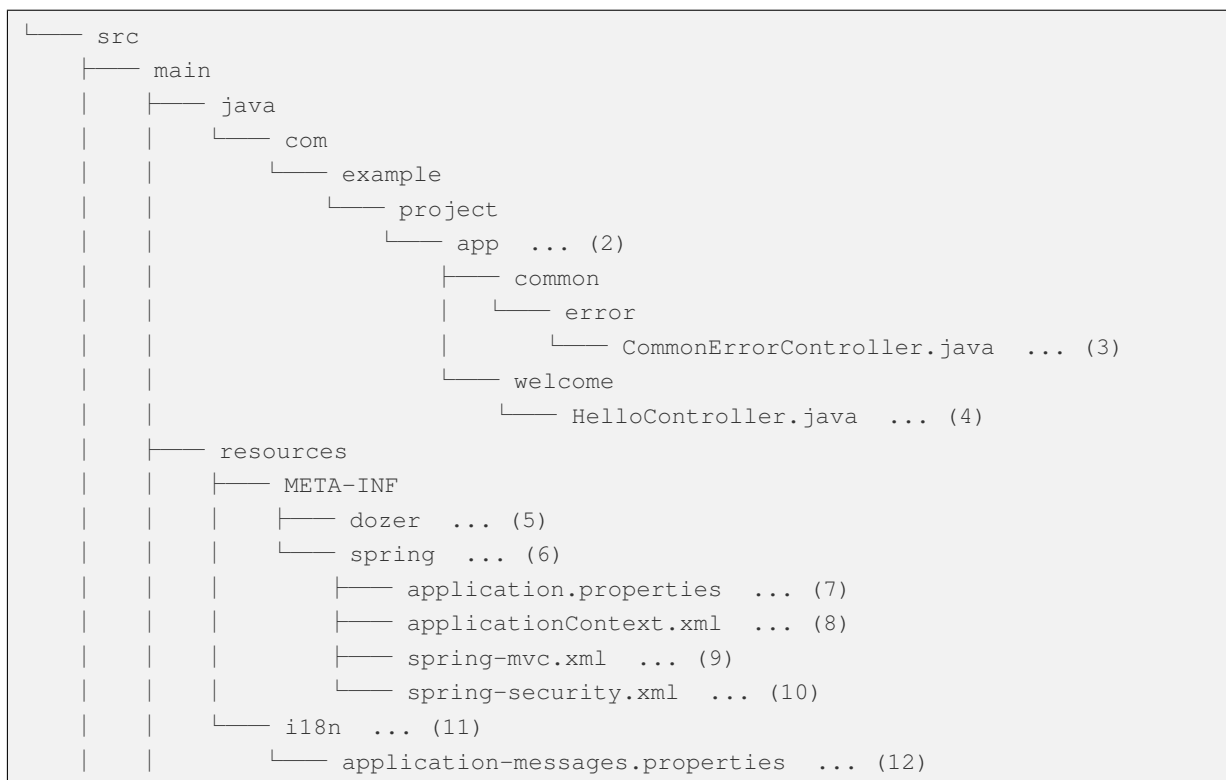 └── src
    ├── main
    │   ├── java
    │   │   └── com
    │   │       └── example
    │   │           └── project
    │   │               └── app  ... (2)
    │   │                   ├── common
    │   │                   │   └── error
    │   │                   │       └── CommonErrorController.java  ... (3)
    │   │                   └── welcome
    │   │                       └── HelloController.java  ... (4)
    │   ├── resources
    │   │   ├── META-INF
    │   │   │   ├── dozer  ... (5)
    │   │   │   └── spring  ... (6)
    │   │   │       ├── application.properties  ... (7)
    │   │   │       ├── applicationContext.xml  ... (8)
    │   │   │       ├── spring-mvc.xml  ... (9)
    │   │   │       └── spring-security.xml  ... (10)
    │   │   └── i18n  ... (11)
    │   │       └── application-messages.properties  ... (12)